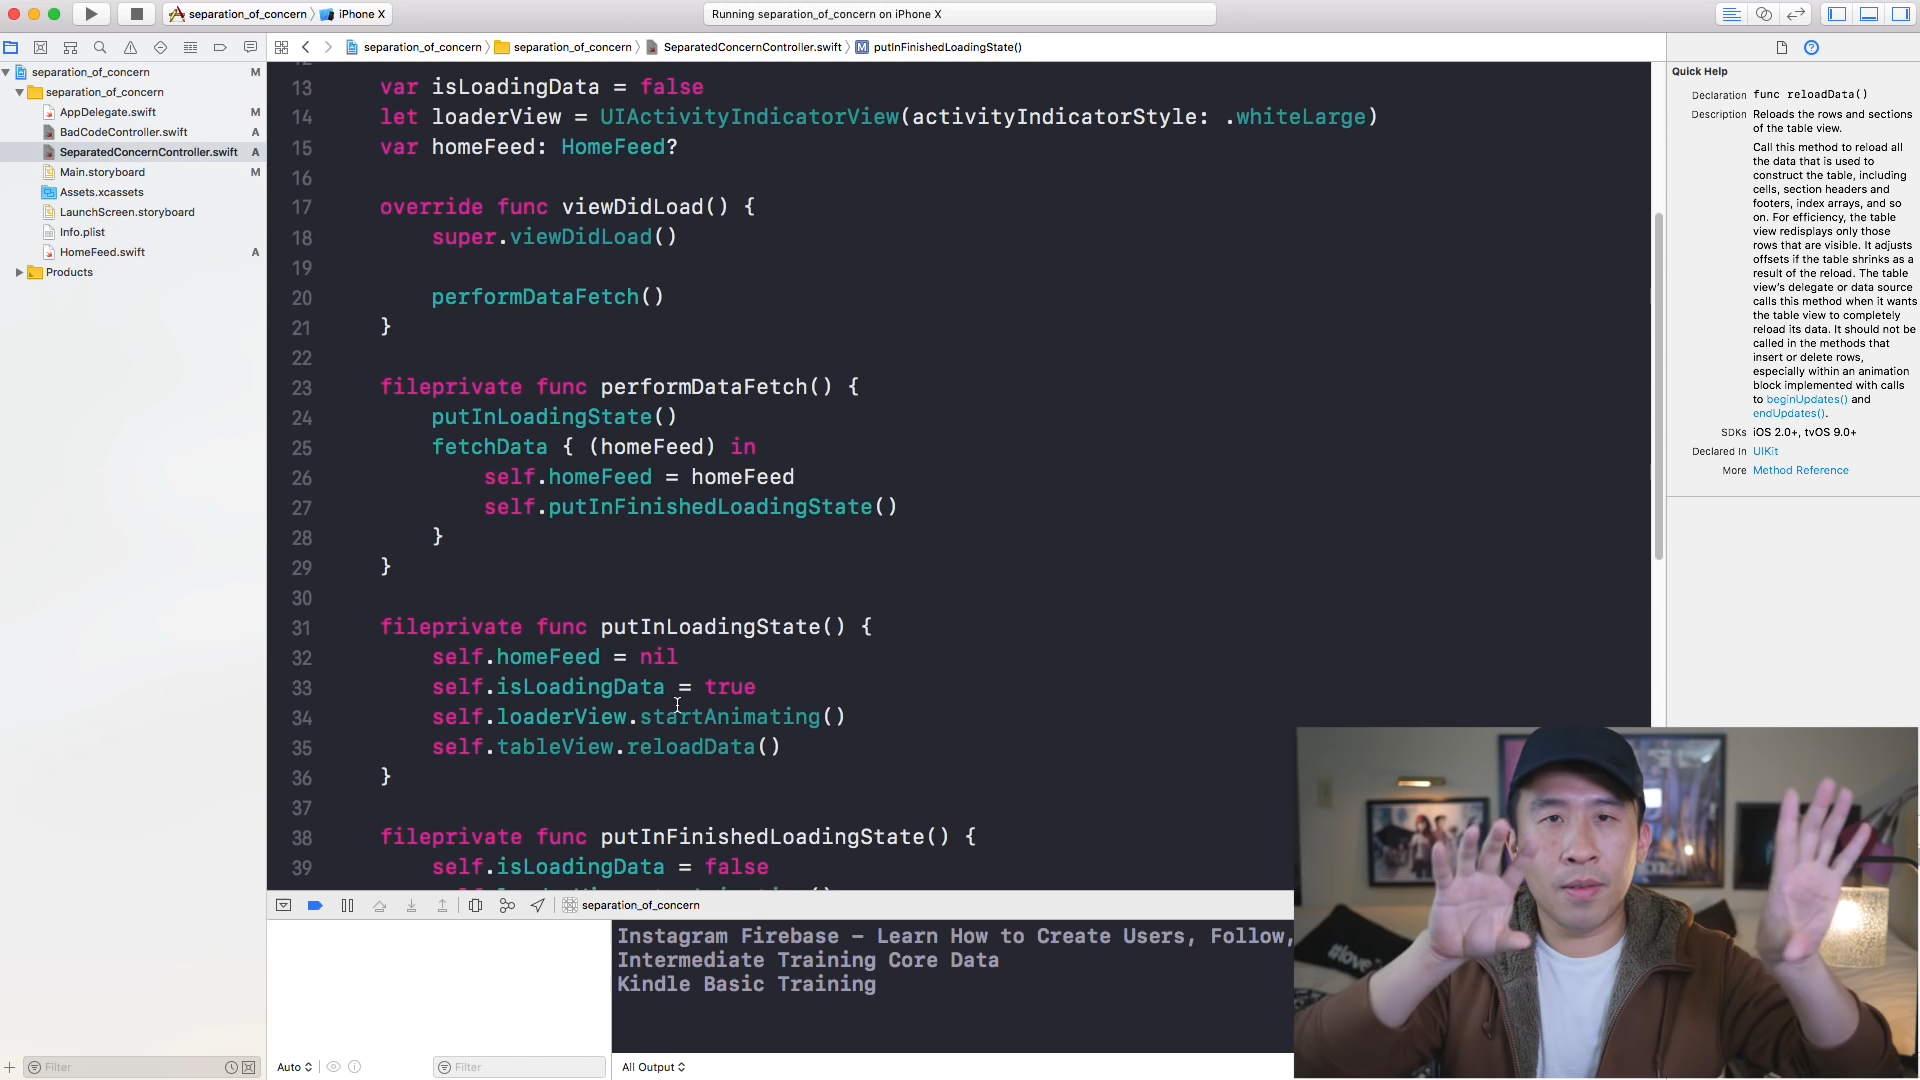 separation_of_concern
iPhone X
Running separation_of_concern on iPhone X
separation_of_concern
separation_of_concern
SeparatedConcernController.swift
M
putInFinishedLoadingState()
separation_of_concern M
separation_of_concern
AppDelegate.swift M
BadCodeController.swift A
SeparatedConcernController.swift A
Main.storyboard M
Assets.xcassets
LaunchScreen.storyboard
Info.plist
HomeFeed.swift A
Products
13 var isLoadingData = false
14 let loaderView = UIActivityIndicatorView(activityIndicatorStyle: .whiteLarge)
15 var homeFeed: HomeFeed?
16
17 override func viewDidLoad() {
18 super.viewDidLoad()
19
20 performDataFetch()
21 }
22
23 fileprivate func performDataFetch() {
24 putInLoadingState()
25 fetchData { (homeFeed) in
26 self.homeFeed = homeFeed
27 self.putInFinishedLoadingState()
28 }
29 }
30
31 fileprivate func putInLoadingState() {
32 self.homeFeed = nil
33 self.isLoadingData = true
34 self.loaderView.startAnimating()
35 self.tableView.reloadData()
36 }
37
38 fileprivate func putInFinishedLoadingState() {
39 self.isLoadingData = false
Quick Help
Declaration func reloadData()
Description Reloads the rows and sections
of the table view.
Call this method to reload all
the data that is used to
construct the table, including
cells, section headers and
footers, index arrays, and so
on. For efficiency, the table
view redisplays only those
rows that are visible. It adjusts
offsets if the table shrinks as a
result of the reload. The table
view's delegate or data source
calls this method when it wants
the table view to completely
reload its data. It should not be
called in the methods that
insert or delete rows,
especially within an animation
block implemented with calls
to beginUpdates() and
endUpdates().
SDKs iOS 2.0+, tvOS 9.0+
Declared In UIKit
More Method Reference
separation_of_concern
Instagram Firebase – Learn How to Create Users, Follow,
Intermediate Training Core Data
Kindle Basic Training
Filter
Auto
Filter
All Output
#love